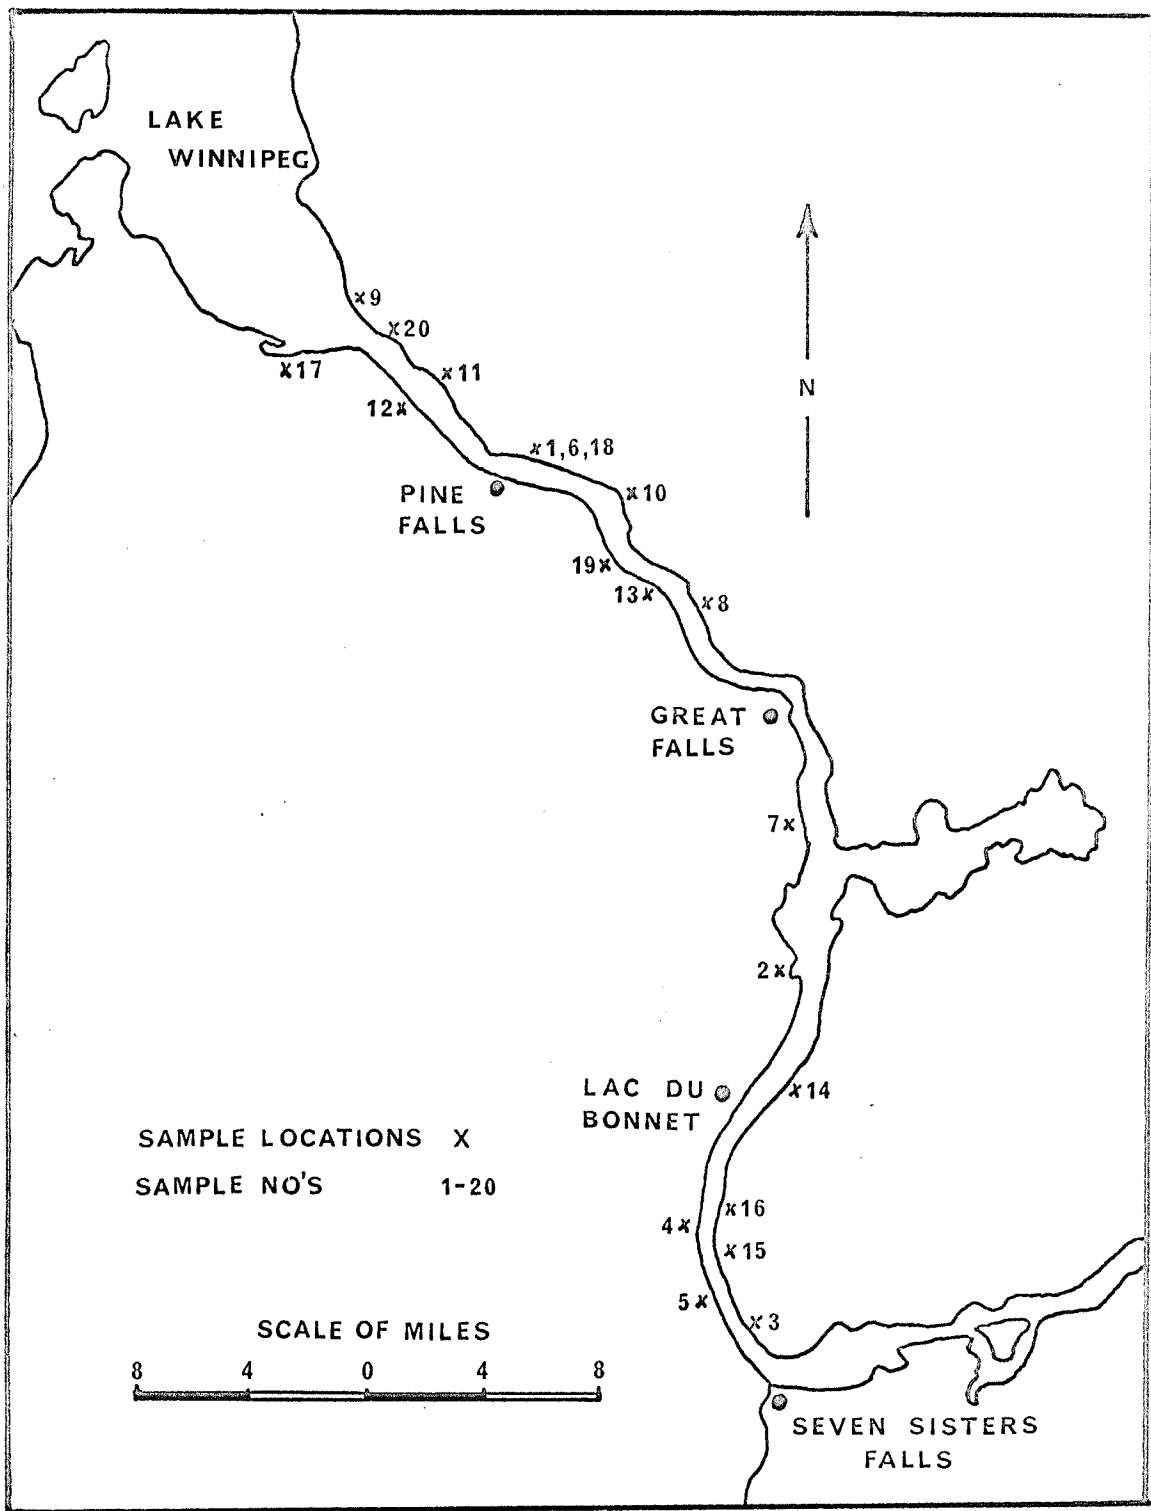 LAKE
WINNIPEG
x9
x20
x17
x11
12x
x1,6,18
N
PINE
FALLS
x10
19x
13x
x8
GREAT
FALLS
7x
2x
LAC DU
BONNET
x14
SAMPLE LOCATIONS X
SAMPLE NO'S 1-20
x16
4x
x15
5x
x3
SCALE OF MILES
8 4 0 4 8
SEVEN SISTERS
FALLS